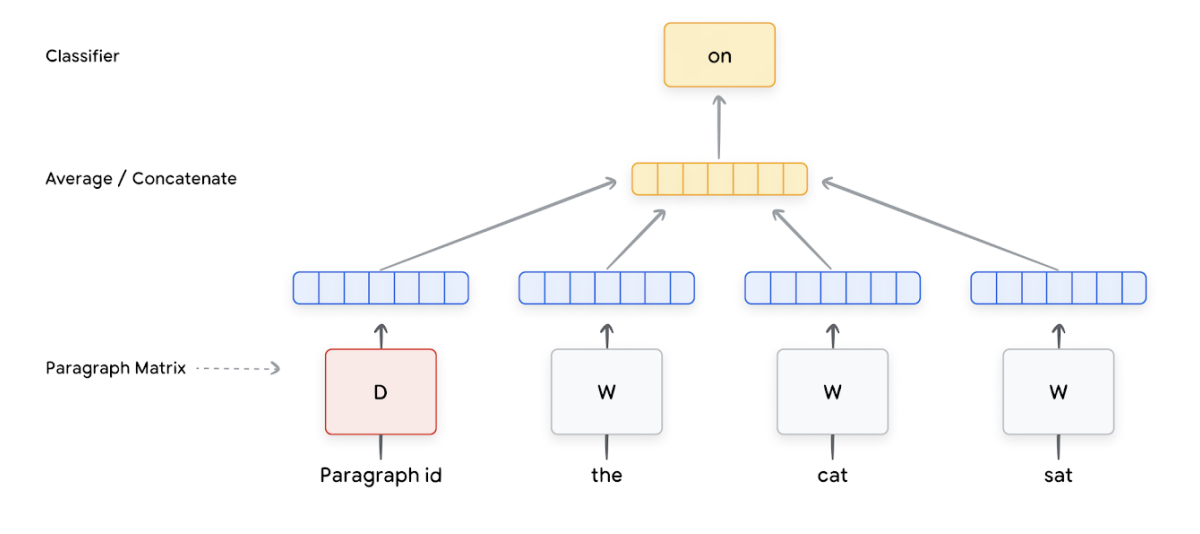 Classifier
on
Average / Concatenate
Paragraph Matrix
D
W
W
W
Paragraph id
the
cat
sat